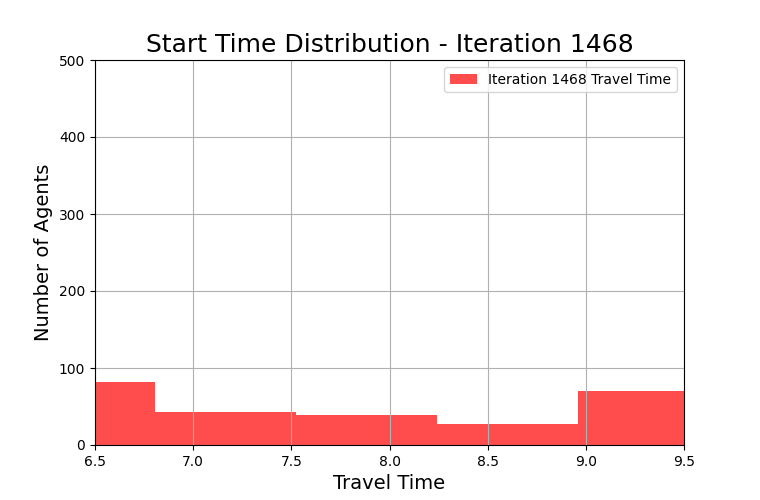 Start Time Distribution - Iteration 1468
Iteration 1468 Travel Time
Number of Agents
500
400
300
200
100
0
6.5 7.0 7.5 8.0 8.5 9.0 9.5
Travel Time